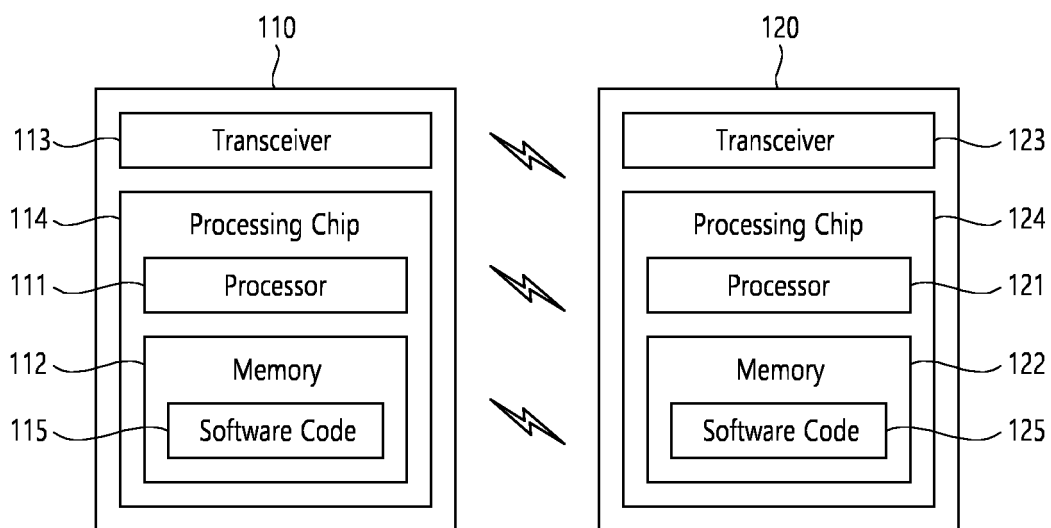 110
120
113
Transceiver
Transceiver
123
114
Processing Chip
Processing Chip
124
111
Processor
Processor
121
112
Memory
Memory
122
115
Software Code
Software Code
125